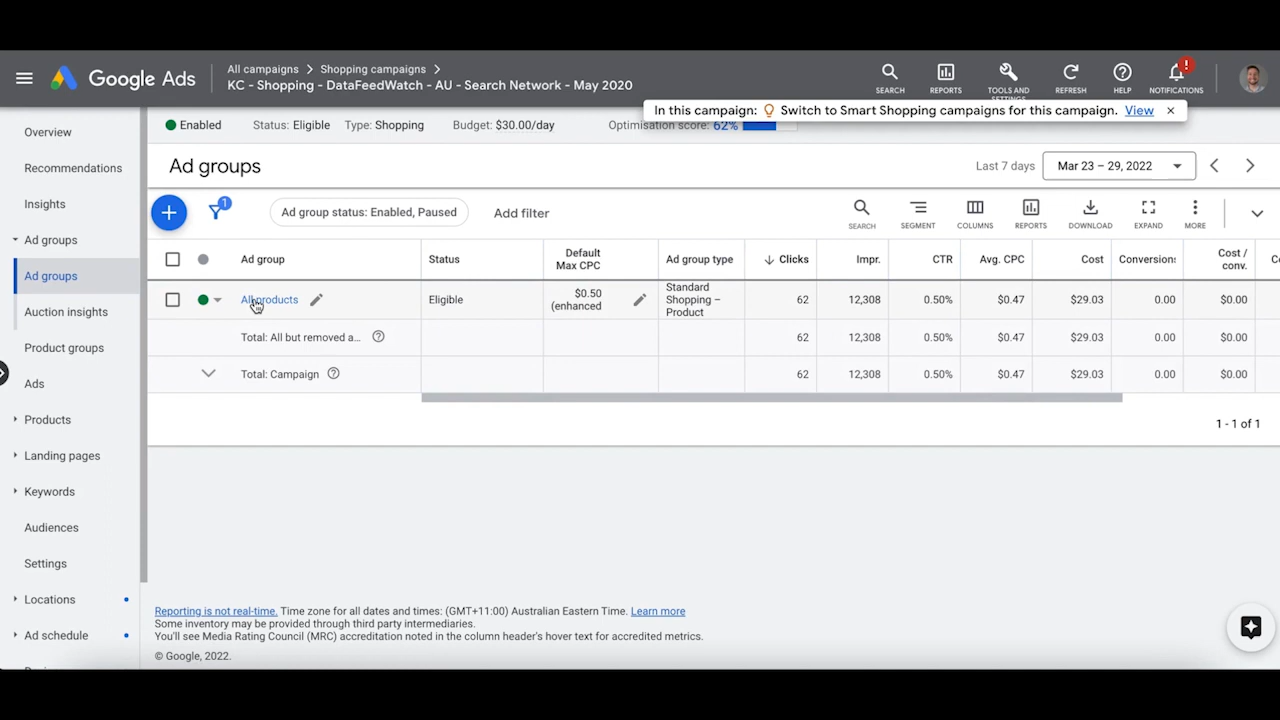 Google Ads
All campaigns > Shopping campaigns >
KC - Shopping - DataFeedWatch - AU - Search Network - May 2020
SEARCH
REPORTS
TOOLS AND SETTINGS
REFRESH
HELP
!
NOTIFICATIONS
In this campaign: Switch to Smart Shopping campaigns for this campaign. View ×
Enabled Status: Eligible Type: Shopping Budget: $30.00/day Optimisation score: 62%
Overview
Recommendations
Insights
Ad groups
Ad groups
Auction insights
Product groups
Ads
Products
Landing pages
Keywords
Audiences
Settings
Locations
Ad schedule
Ad groups
Last 7 days Mar 23 – 29, 2022
1
Ad group status: Enabled, Paused Add filter
SEARCH
SEGMENT
COLUMNS
REPORTS
DOWNLOAD
EXPAND
MORE
Ad group Status Default Max CPC Ad group type Clicks Impr. CTR Avg. CPC Cost Conversions Cost / conv.
All products Eligible $0.50 (enhanced Standard Shopping – Product 62 12,308 0.50% $0.47 $29.03 0.00 $0.00
Total: All but removed a... 62 12,308 0.50% $0.47 $29.03 0.00 $0.00
Total: Campaign 62 12,308 0.50% $0.47 $29.03 0.00 $0.00
1 - 1 of 1
Reporting is not real-time. Time zone for all dates and times: (GMT+11:00) Australian Eastern Time. Learn more
Some inventory may be provided through third party intermediaries.
You'll see Media Rating Council (MRC) accreditation noted in the column header's hover text for accredited metrics.
© Google, 2022.